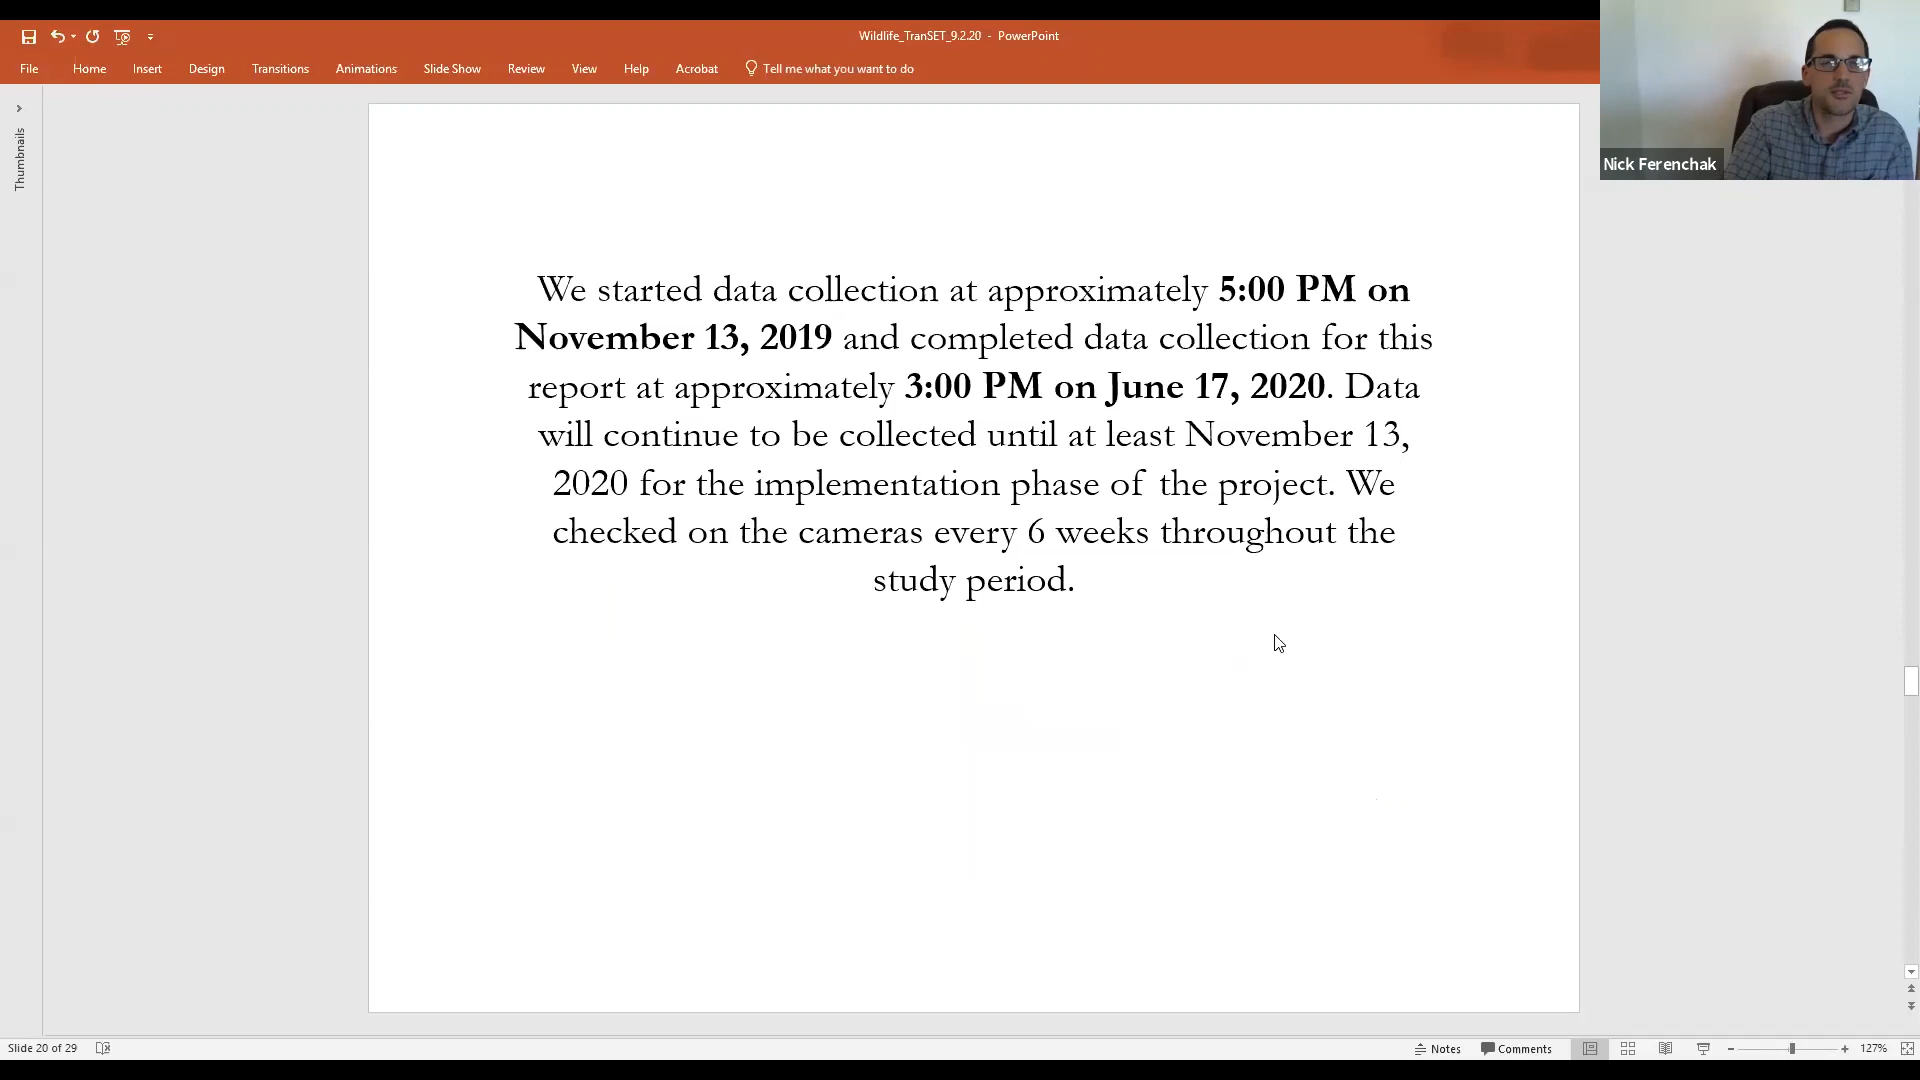 Wildlife_TranSET_9.2.20 - PowerPoint
File Home Insert Design Transitions Animations Slide Show Review View Help Acrobat Tell me what you want to do
Nick Ferenchak
Thumbnails
We started data collection at approximately 5:00 PM on
November 13, 2019 and completed data collection for this
report at approximately 3:00 PM on June 17, 2020. Data
will continue to be collected until at least November 13,
2020 for the implementation phase of the project. We
checked on the cameras every 6 weeks throughout the
study period.
Slide 20 of 29 Notes Comments 127%